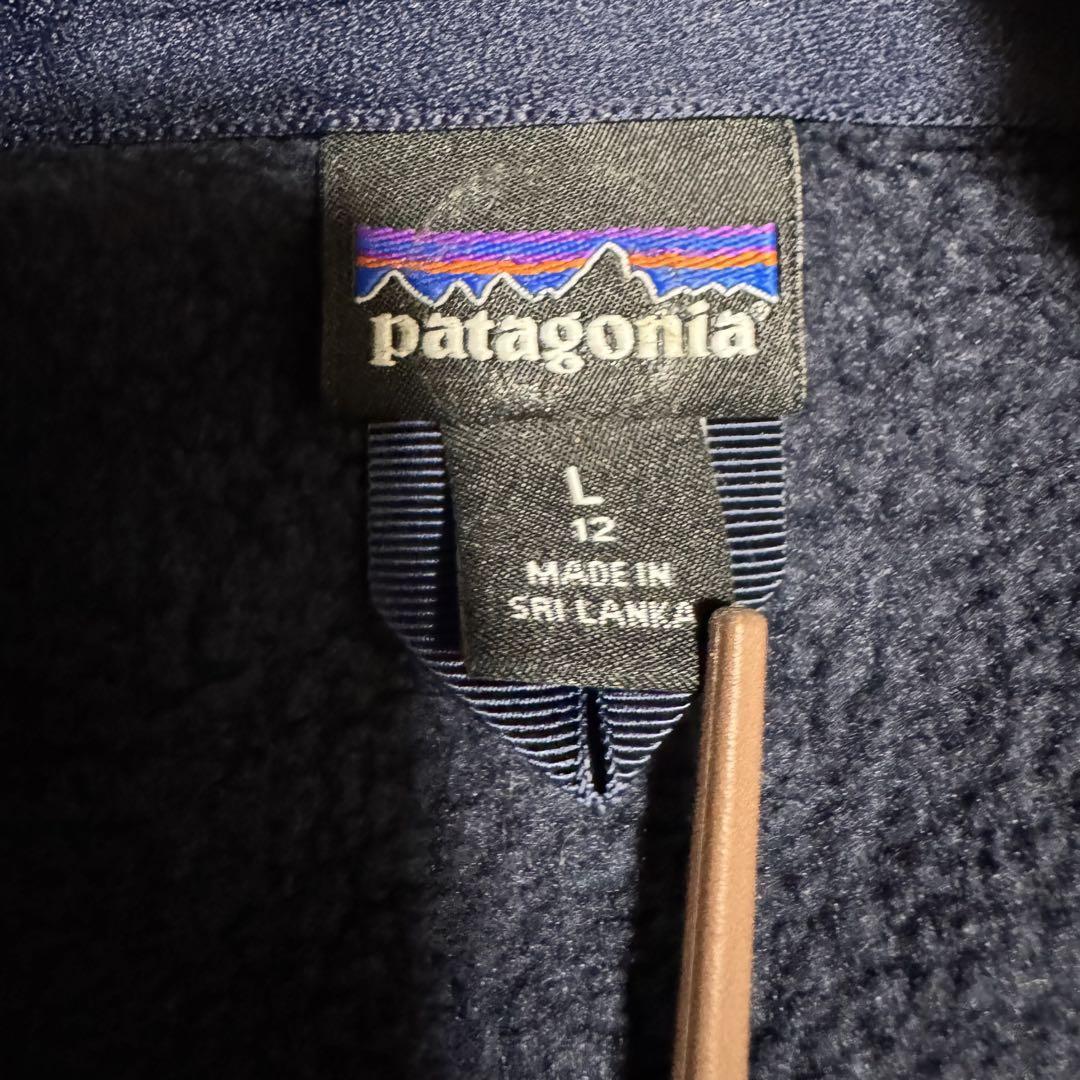 patagonia®
L
12
MADE IN
SRI LANKA